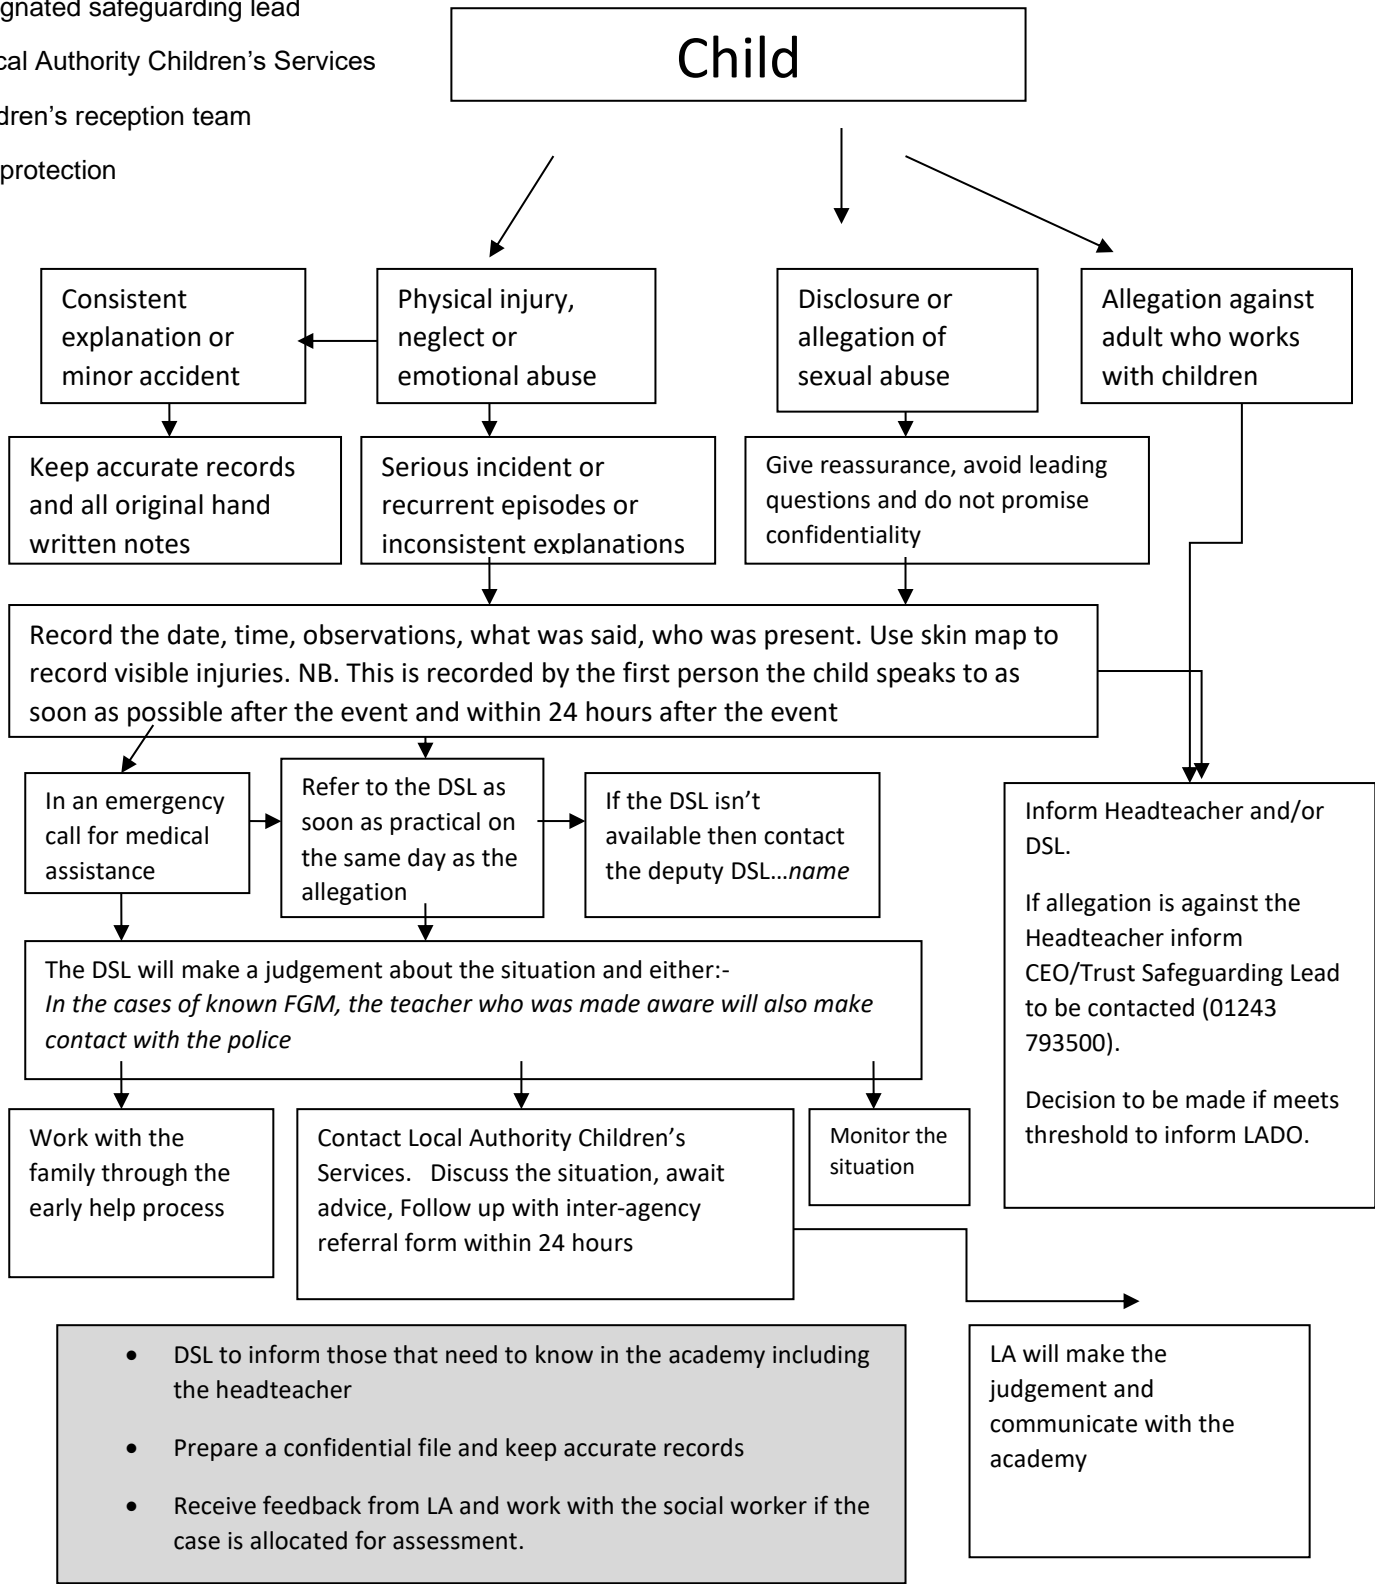 gnated safeguarding lead
cal Authority Children's Services
dren's reception team
protection
Child
Consistent
explanation or
minor accident
Physical injury,
neglect or
emotional abuse
Disclosure or
allegation of
sexual abuse
Allegation against
adult who works
with children
Keep accurate records
and all original hand
written notes
Serious incident or
recurrent episodes or
inconsistent explanations
Give reassurance, avoid leading
questions and do not promise
confidentiality
Record the date, time, observations, what was said, who was present. Use skin map to
record visible injuries. NB. This is recorded by the first person the child speaks to as
soon as possible after the event and within 24 hours after the event
In an emergency
call for medical
assistance
Refer to the DSL as
soon as practical on
the same day as the
allegation
If the DSL isn't
available then contact
the deputy DSL…name
Inform Headteacher and/or
DSL.
If allegation is against the
Headteacher inform
CEO/Trust Safeguarding Lead
to be contacted (01243
793500).
Decision to be made if meets
threshold to inform LADO.
The DSL will make a judgement about the situation and either:-
In the cases of known FGM, the teacher who was made aware will also make
contact with the police
Work with the
family through the
early help process
Contact Local Authority Children's
Services.   Discuss the situation, await
advice, Follow up with inter-agency
referral form within 24 hours
Monitor the
situation
• DSL to inform those that need to know in the academy including
the headteacher
• Prepare a confidential file and keep accurate records
• Receive feedback from LA and work with the social worker if the
case is allocated for assessment.
LA will make the
judgement and
communicate with the
academy